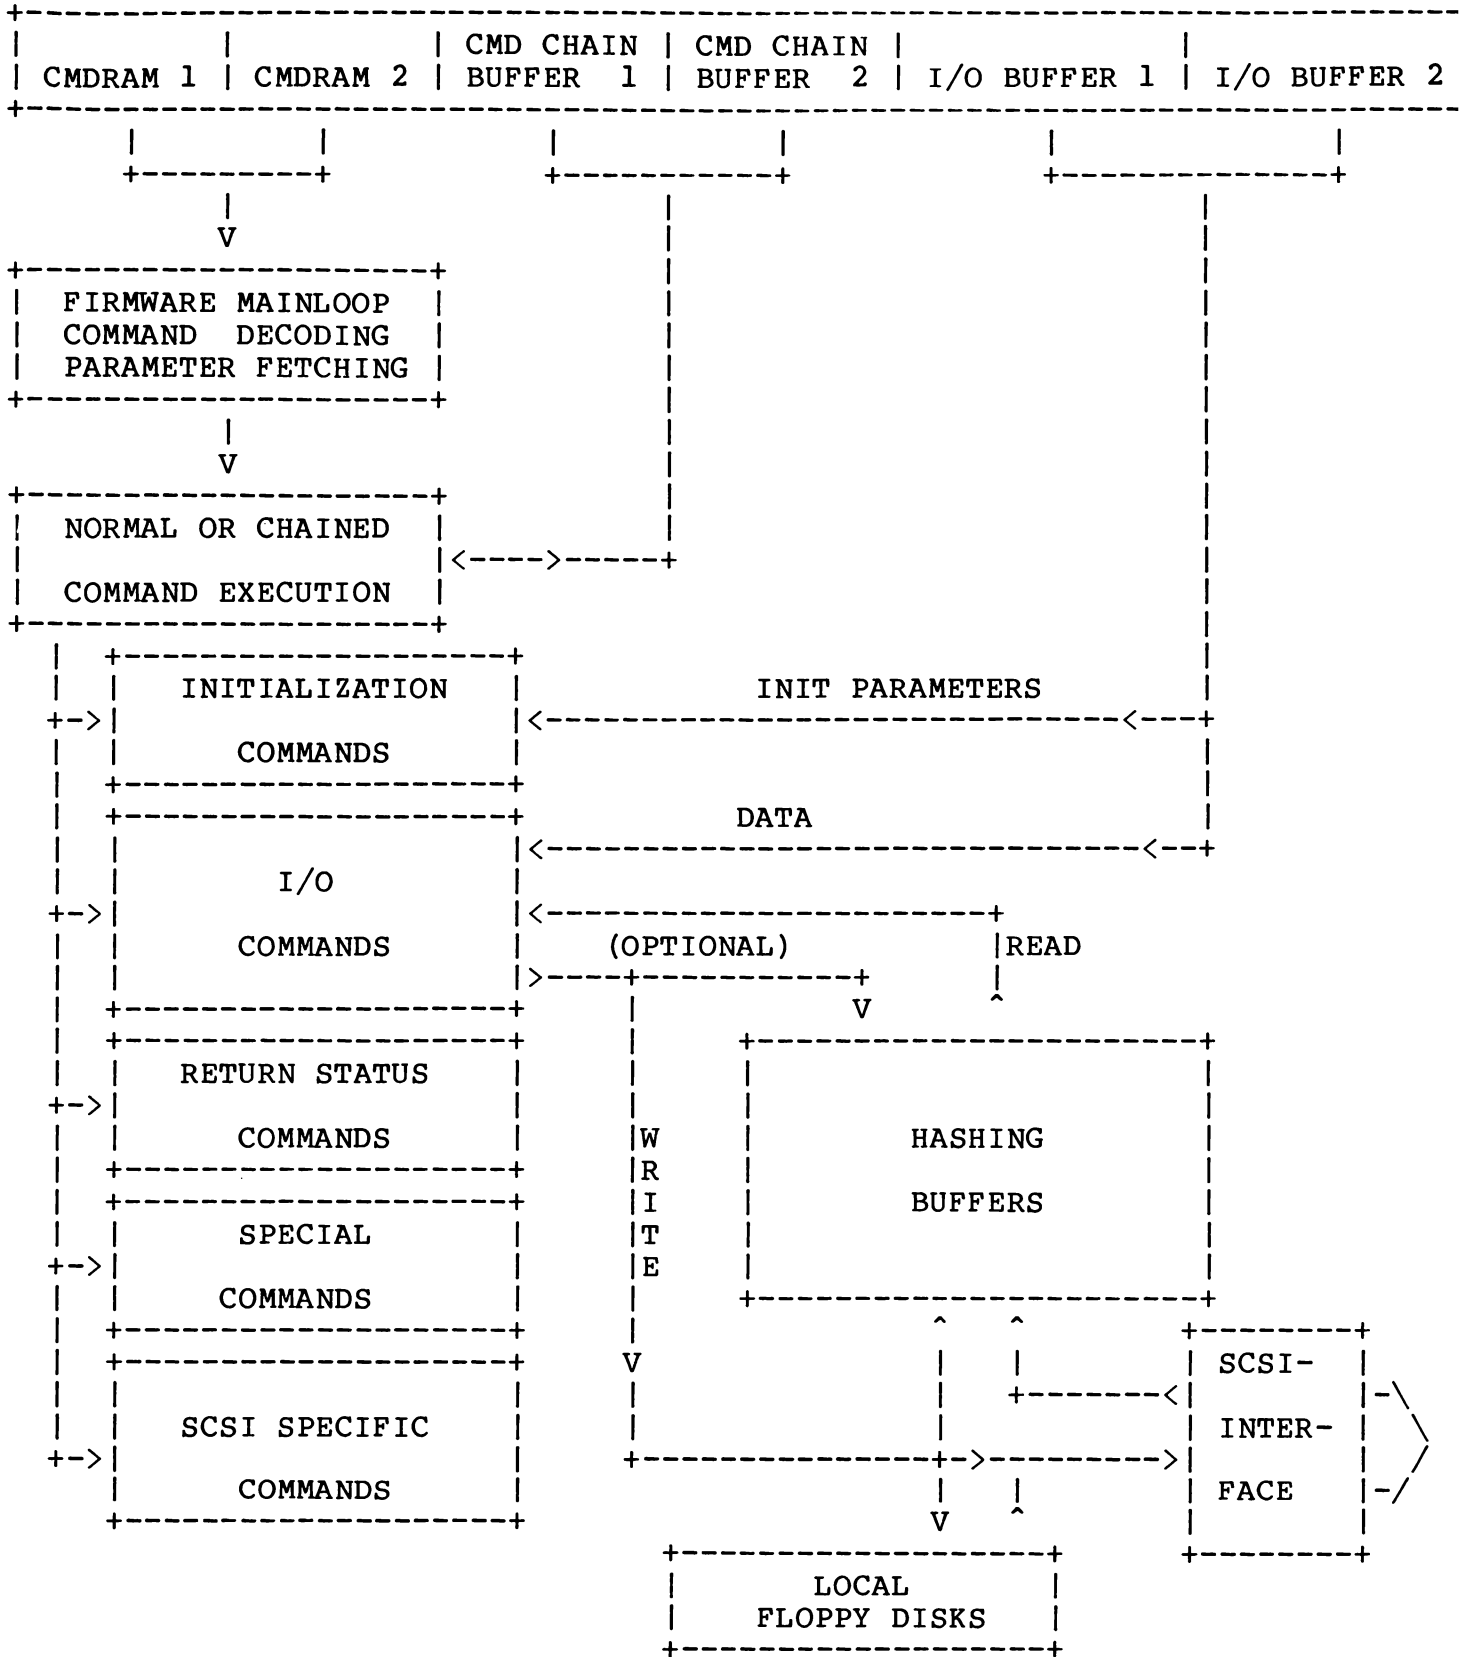 CMDRAM 1 CMDRAM 2 CMD CHAIN BUFFER 1 CMD CHAIN BUFFER 2 I/O BUFFER 1 I/O BUFFER 2
FIRMWARE MAINLOOP
COMMAND DECODING
PARAMETER FETCHING
NORMAL OR CHAINED
COMMAND EXECUTION
INITIALIZATION
COMMANDS
INIT PARAMETERS
DATA
I/O
COMMANDS
(OPTIONAL)
READ
RETURN STATUS
COMMANDS
WRITE
HASHING
BUFFERS
SPECIAL
COMMANDS
SCSI SPECIFIC
COMMANDS
SCSI-
INTER-
FACE
LOCAL
FLOPPY DISKS